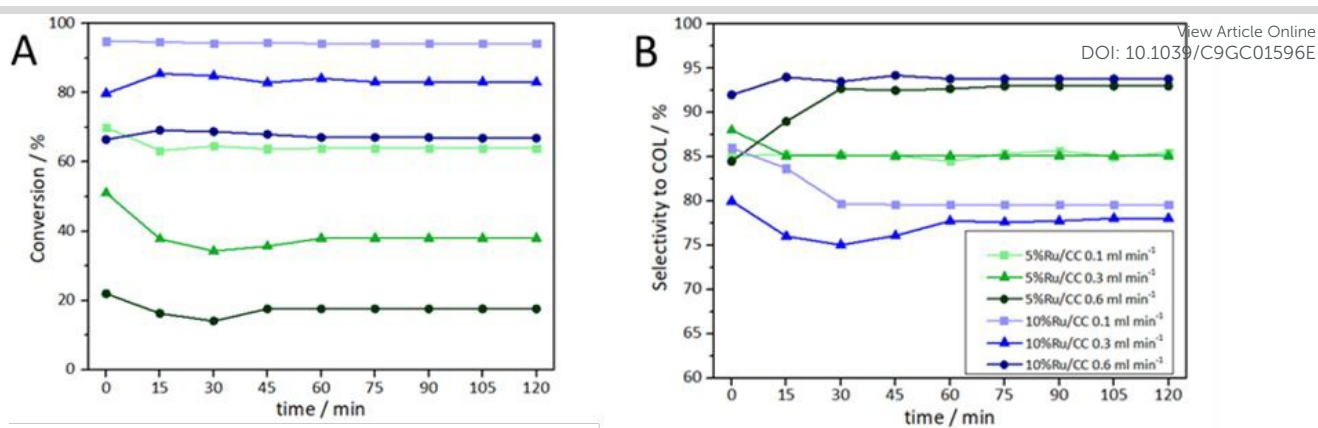 View Article Online
DOI: 10.1039/C9GC01596E
A
Conversion / %
100
80
60
40
20
0
0 15 30 45 60 75 90 105 120
time / min
B
Selectivity to COL / %
100
95
90
85
80
75
70
65
60
5%Ru/CC 0.1 ml min⁻¹
5%Ru/CC 0.3 ml min⁻¹
5%Ru/CC 0.6 ml min⁻¹
10%Ru/CC 0.1 ml min⁻¹
10%Ru/CC 0.3 ml min⁻¹
10%Ru/CC 0.6 ml min⁻¹
0 15 30 45 60 75 90 105 120
time / min